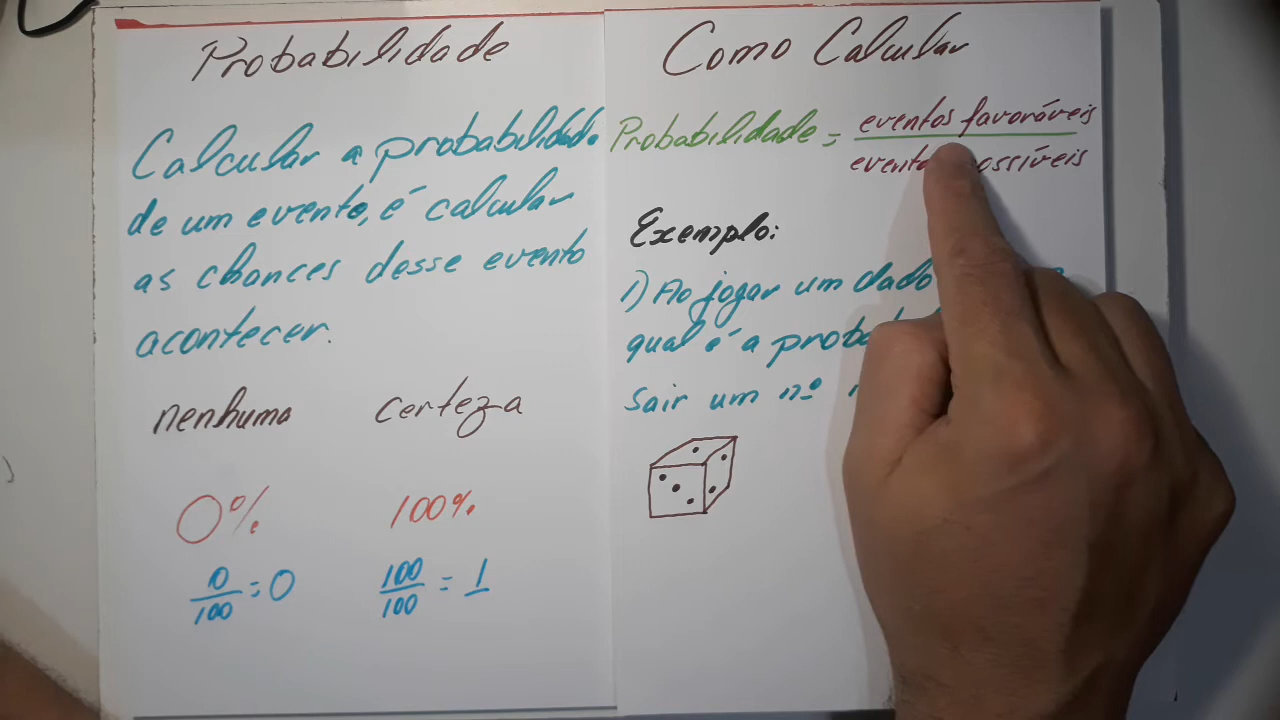 Probabilidade
Calcular a probabilidade
de um evento, é calcular
as chances desse evento
acontecer.
nenhuma certeza
0% 100%
0/100 = 0 100/100 = 1
Como Calcular
Probabilidade = eventos favoráveis
Exemplo:
1) Ao jogar um dado
qual é a
Sair um nº